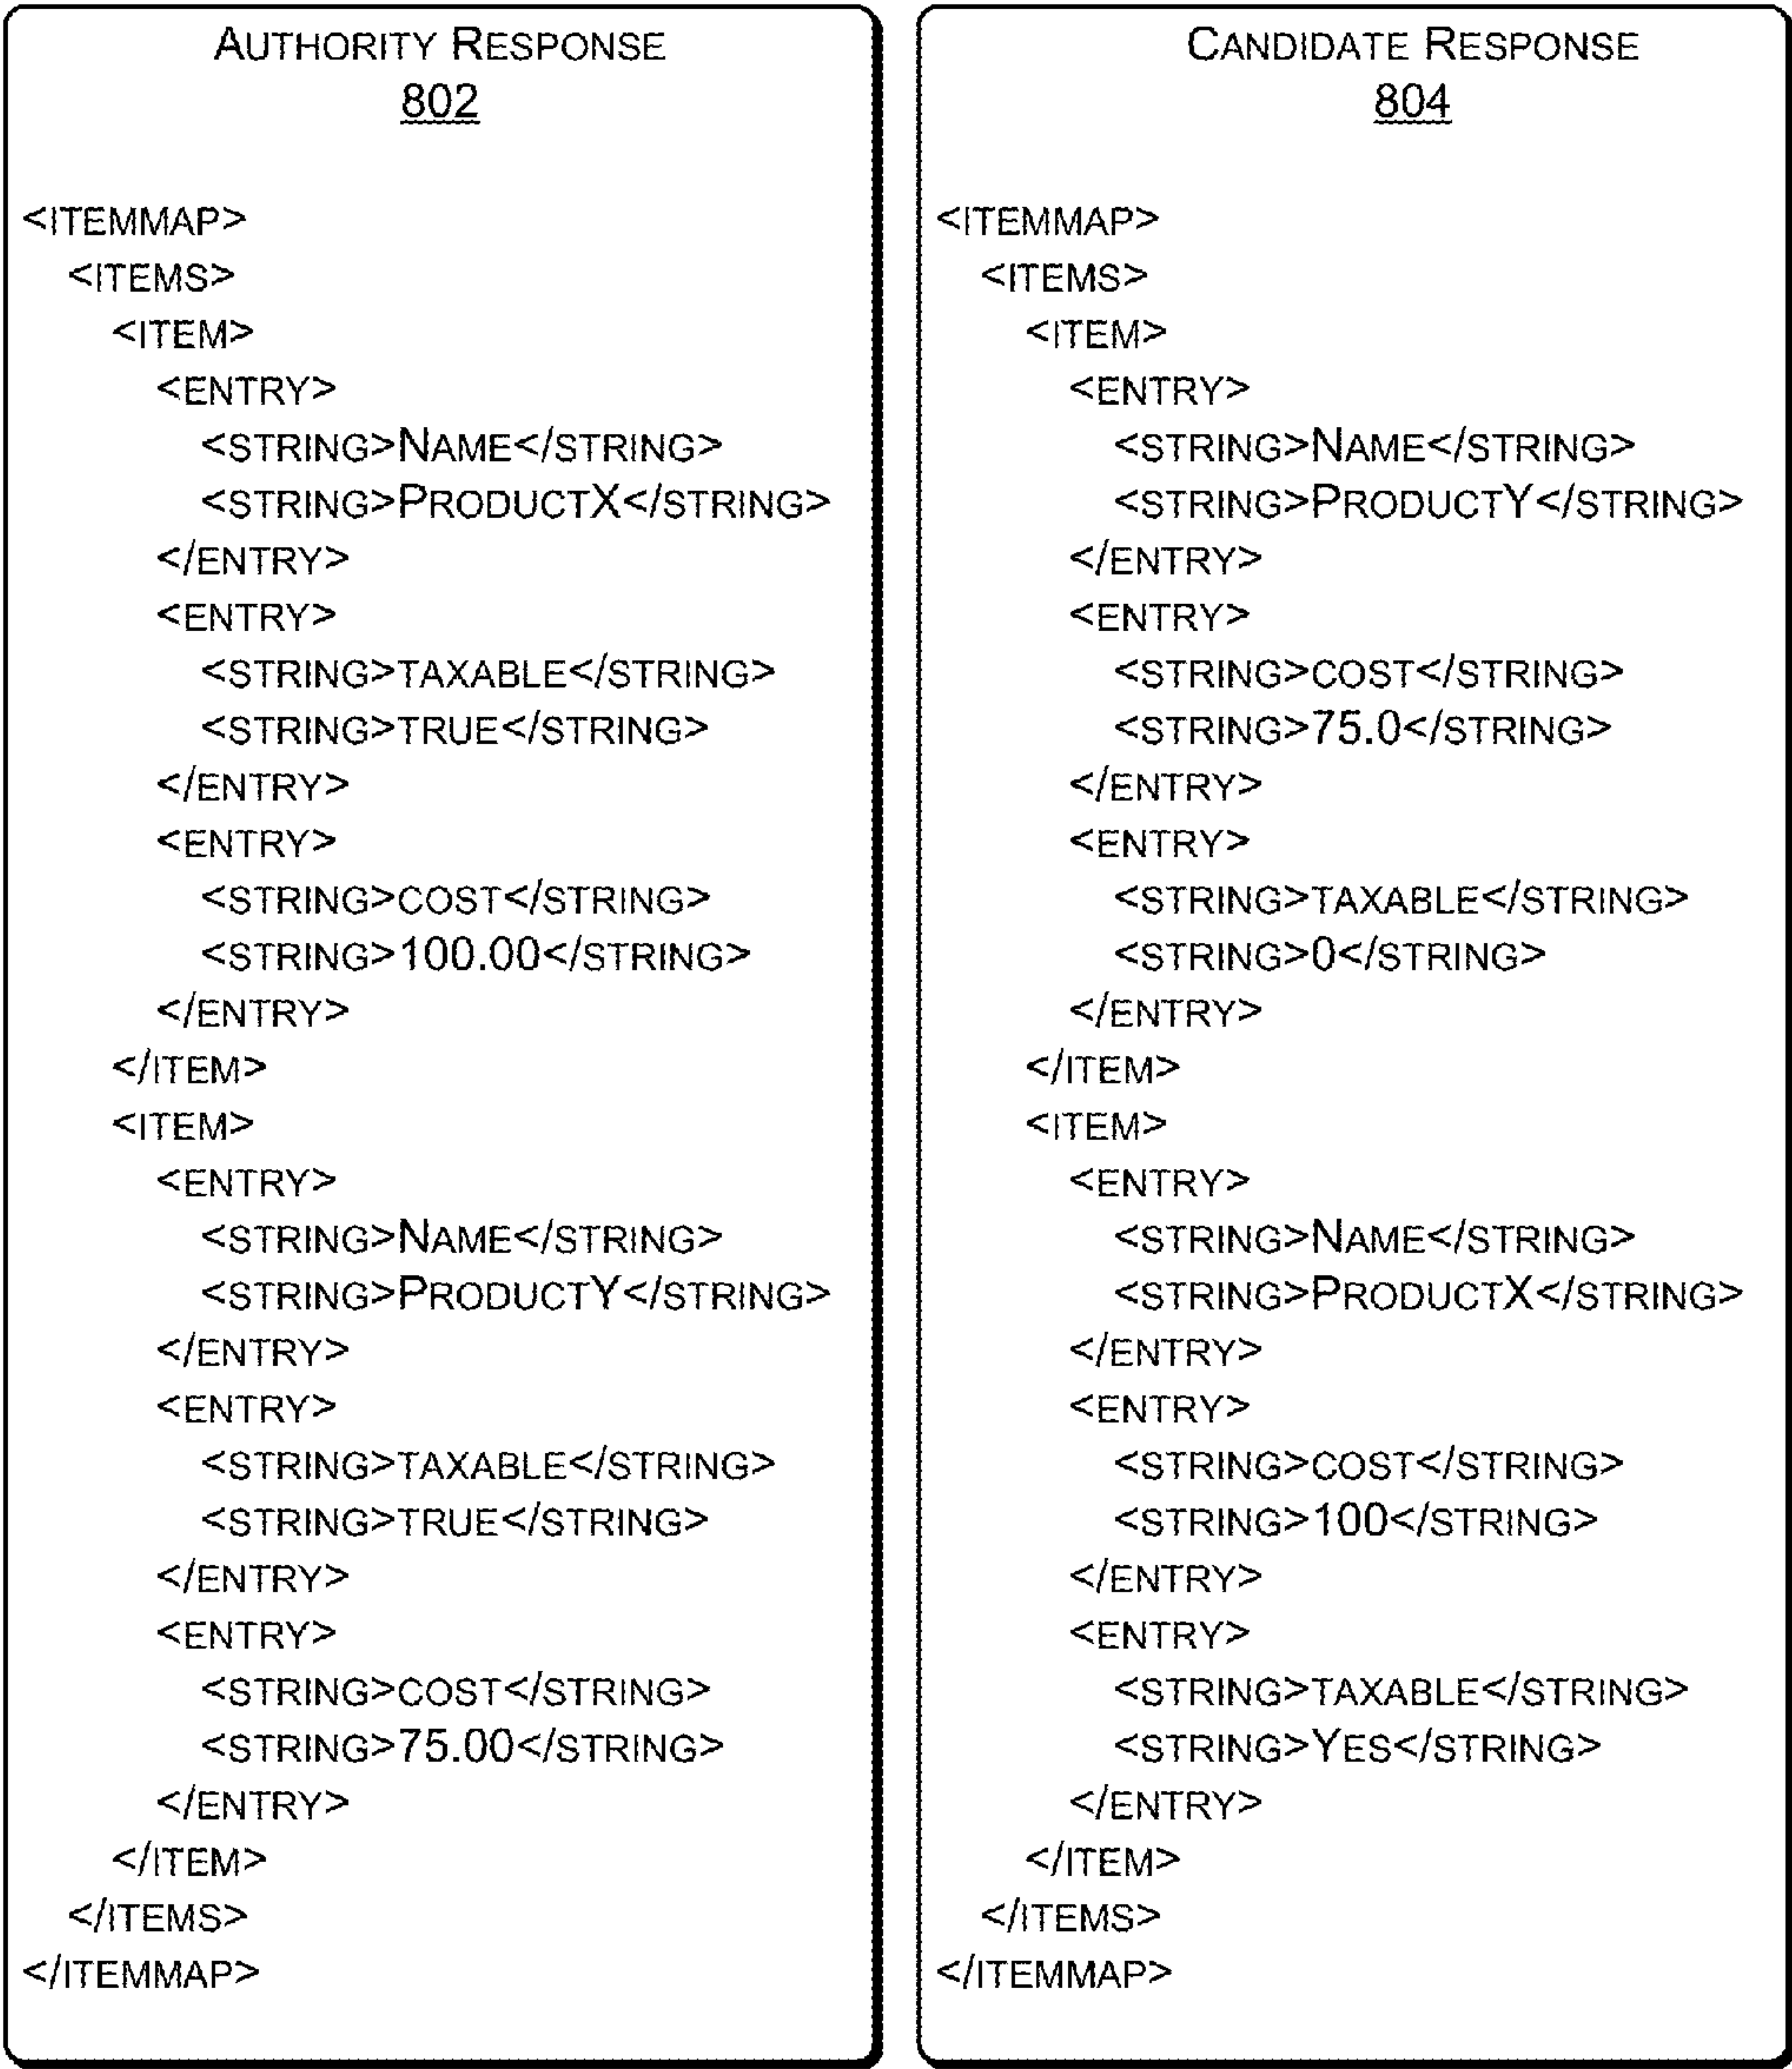 AUTHORITY RESPONSE
802
<ITEMMAP>
<ITEMS>
<ITEM>
<ENTRY>
<STRING>NAME</STRING>
<STRING>PRODUCTX</STRING>
</ENTRY>
<ENTRY>
<STRING>TAXABLE</STRING>
<STRING>TRUE</STRING>
</ENTRY>
<ENTRY>
<STRING>COST</STRING>
<STRING>100.00</STRING>
</ENTRY>
</ITEM>
<ITEM>
<ENTRY>
<STRING>NAME</STRING>
<STRING>PRODUCTY</STRING>
</ENTRY>
<ENTRY>
<STRING>TAXABLE</STRING>
<STRING>TRUE</STRING>
</ENTRY>
<ENTRY>
<STRING>COST</STRING>
<STRING>75.00</STRING>
</ENTRY>
</ITEM>
</ITEMS>
</ITEMMAP>
CANDIDATE RESPONSE
804
<ITEMMAP>
<ITEMS>
<ITEM>
<ENTRY>
<STRING>NAME</STRING>
<STRING>PRODUCTY</STRING>
</ENTRY>
<ENTRY>
<STRING>COST</STRING>
<STRING>75.0</STRING>
</ENTRY>
<ENTRY>
<STRING>TAXABLE</STRING>
<STRING>0</STRING>
</ENTRY>
</ITEM>
<ITEM>
<ENTRY>
<STRING>NAME</STRING>
<STRING>PRODUCTX</STRING>
</ENTRY>
<ENTRY>
<STRING>COST</STRING>
<STRING>100</STRING>
</ENTRY>
<ENTRY>
<STRING>TAXABLE</STRING>
<STRING>YES</STRING>
</ENTRY>
</ITEM>
</ITEMS>
</ITEMMAP>